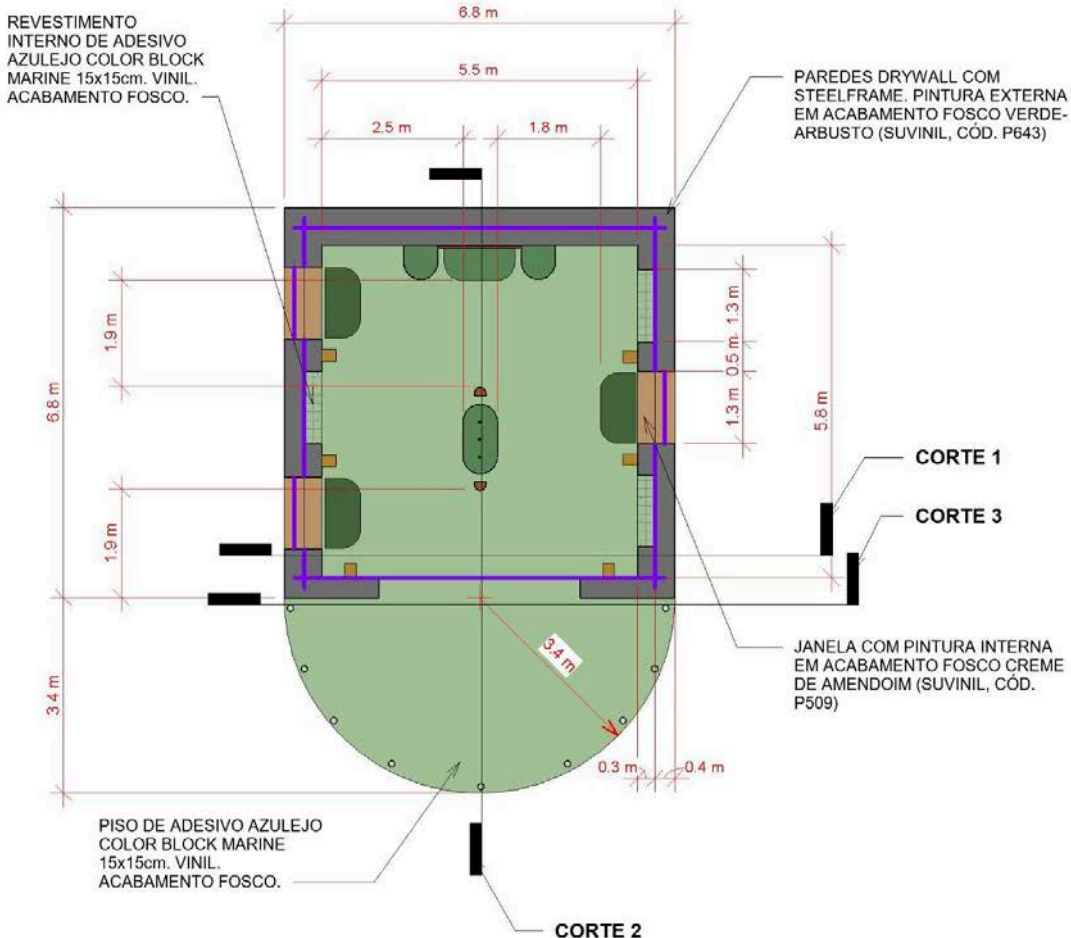 REVESTIMENTO
INTERNO DE ADESIVO
AZULEJO COLOR BLOCK
MARINE 15x15cm. VINIL.
ACABAMENTO FOSCO.
6.8 m
5.5 m
2.5 m
1.8 m
PAREDES DRYWALL COM
STEELFRAME. PINTURA EXTERNA
EM ACABAMENTO FOSCO VERDE-
ARBUSTO (SUVINIL, CÓD. P643)
6.8 m
1.9 m
1.9 m
1.3 m
0.5 m
1.3 m
5.8 m
CORTE 1
CORTE 3
3.4 m
3.4 m
0.3 m
0.4 m
JANELA COM PINTURA INTERNA
EM ACABAMENTO FOSCO CREME
DE AMENDOIM (SUVINIL, CÓD.
P509)
PISO DE ADESIVO AZULEJO
COLOR BLOCK MARINE
15x15cm. VINIL.
ACABAMENTO FOSCO.
CORTE 2